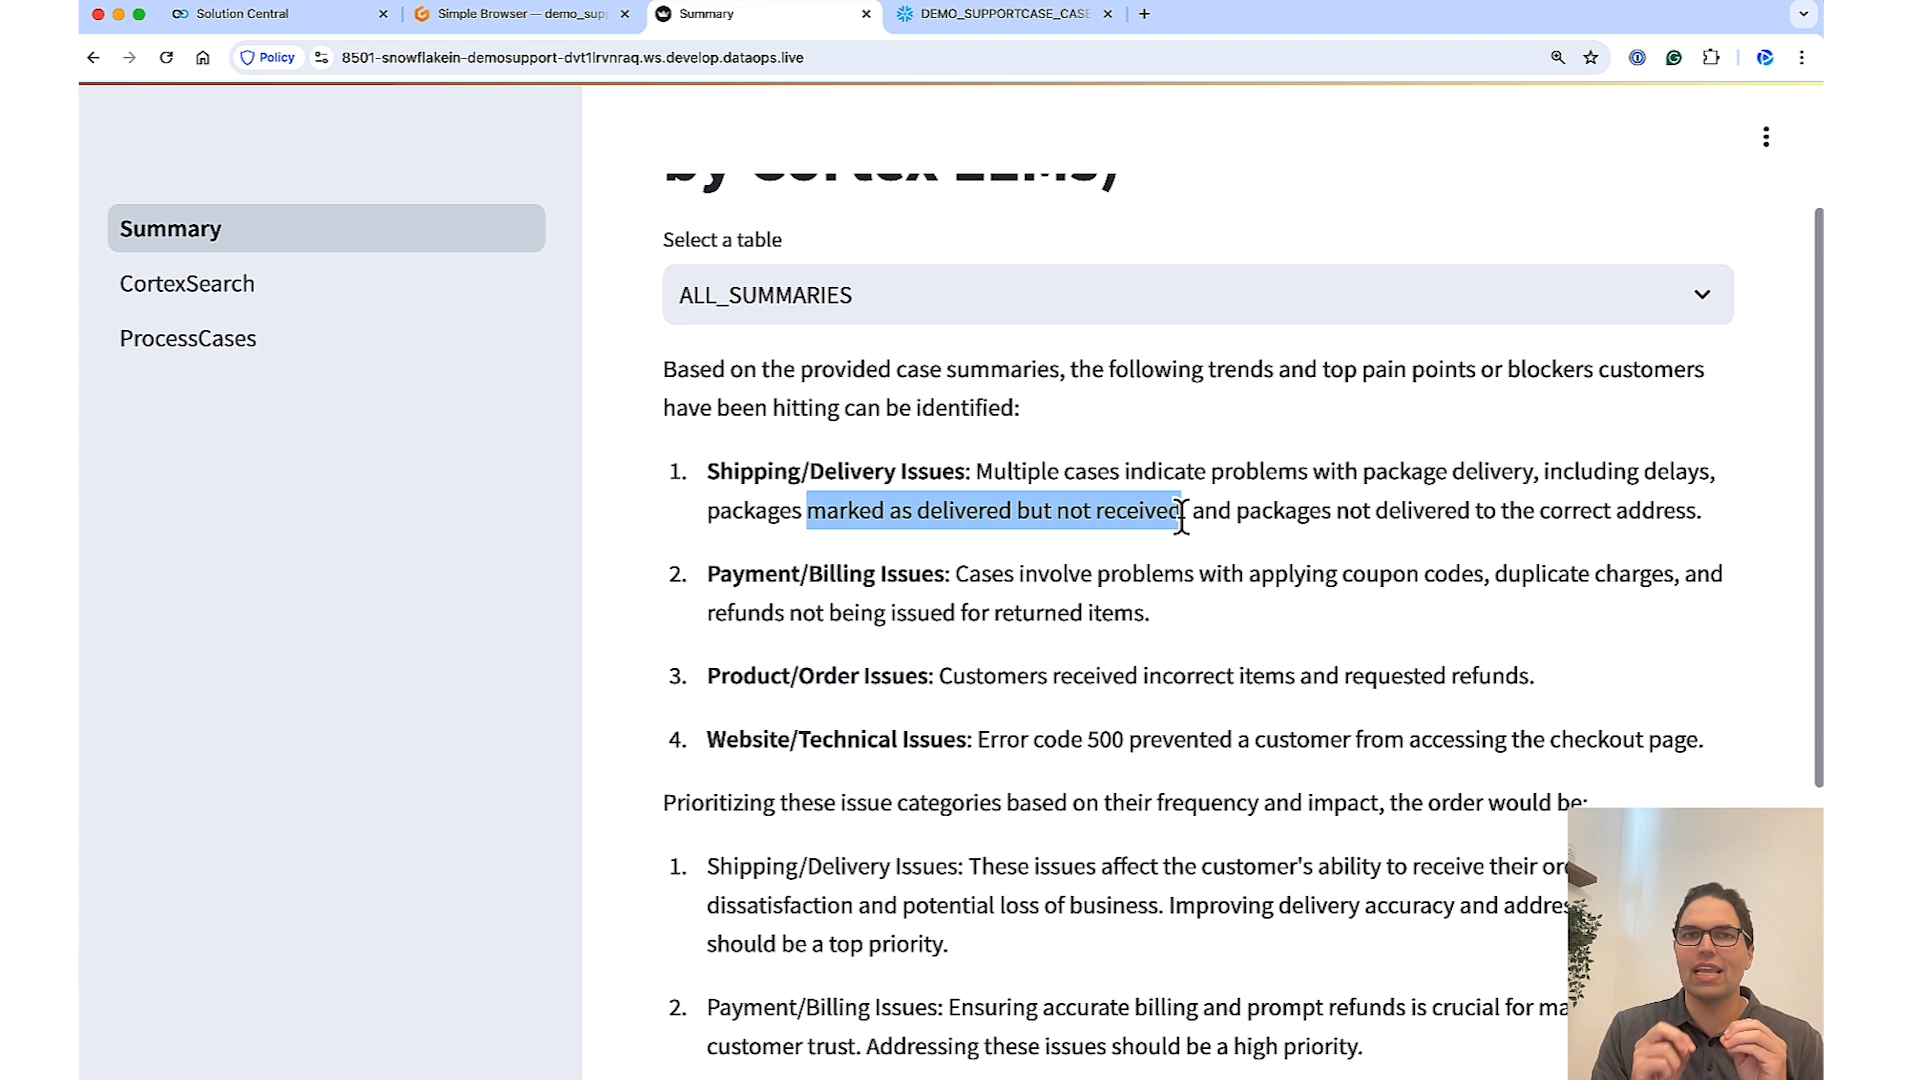 Solution Central
Simple Browser — demo_sup
Summary
DEMO_SUPPORTCASE_CASE
Policy
8501-snowflakein-demosupport-dvt1lrvnraq.ws.develop.dataops.live
by Cortex LLMs)
Summary
CortexSearch
ProcessCases
Select a table
ALL_SUMMARIES
Based on the provided case summaries, the following trends and top pain points or blockers customers
have been hitting can be identified:
1. Shipping/Delivery Issues: Multiple cases indicate problems with package delivery, including delays,
packages marked as delivered but not received, and packages not delivered to the correct address.
2. Payment/Billing Issues: Cases involve problems with applying coupon codes, duplicate charges, and
refunds not being issued for returned items.
3. Product/Order Issues: Customers received incorrect items and requested refunds.
4. Website/Technical Issues: Error code 500 prevented a customer from accessing the checkout page.
Prioritizing these issue categories based on their frequency and impact, the order would be:
1. Shipping/Delivery Issues: These issues affect the customer's ability to receive their
dissatisfaction and potential loss of business. Improving delivery accuracy and
should be a top priority.
2. Payment/Billing Issues: Ensuring accurate billing and prompt refunds is crucial for
customer trust. Addressing these issues should be a high priority.